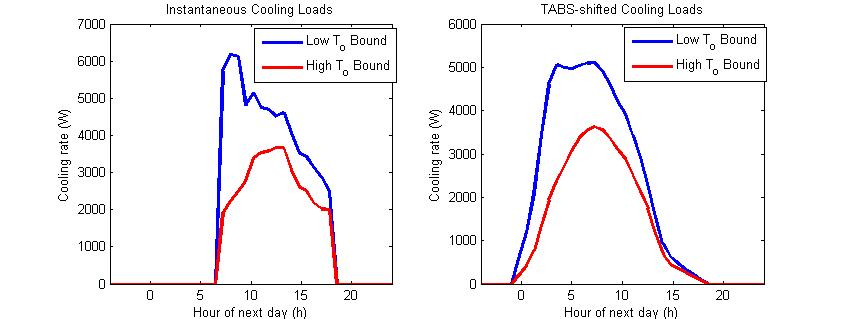 Instantaneous Cooling Loads
7000
6000
5000
4000
3000
2000
1000
0
Cooling rate (W)
Low To Bound
High To Bound
0 5 10 15 20
Hour of next day (h)
TABS-shifted Cooling Loads
6000
5000
4000
3000
2000
1000
0
Cooling rate (W)
Low To Bound
High To Bound
0 5 10 15 20
Hour of next day (h)